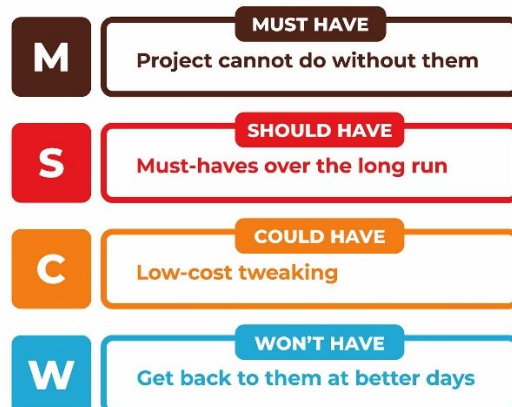 MUST HAVE
M
Project cannot do without them
SHOULD HAVE
S
Must-haves over the long run
COULD HAVE
C
Low-cost tweaking
WON'T HAVE
W
Get back to them at better days